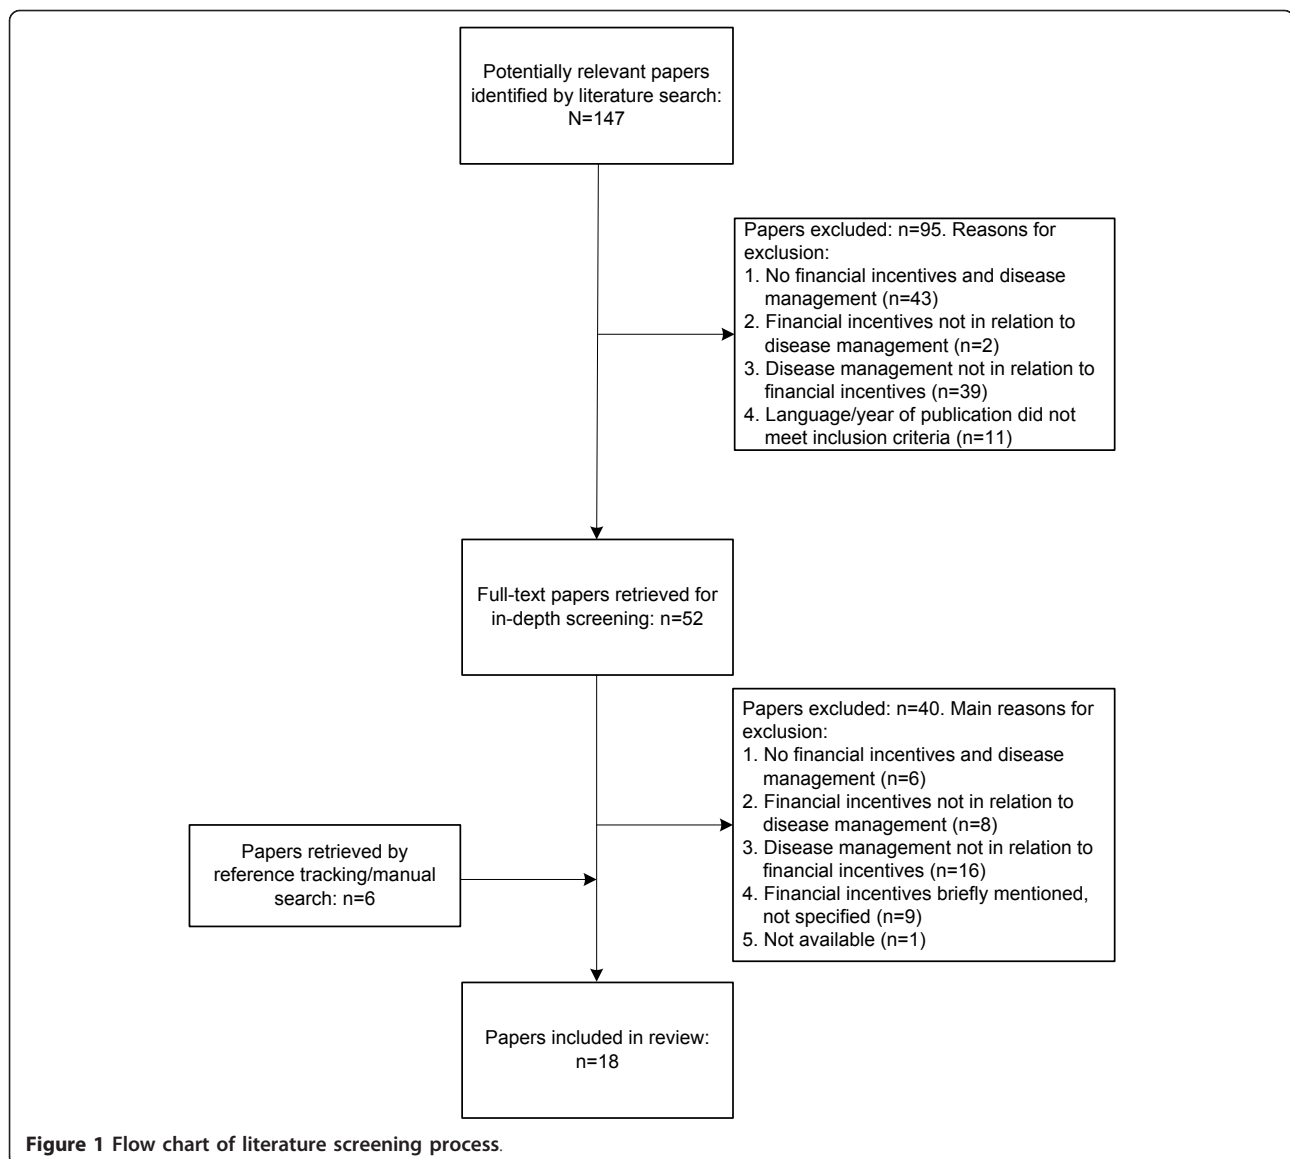 Potentially relevant papers
identified by literature search:
N=147
Papers excluded: n=95. Reasons for
exclusion:
1. No financial incentives and disease
management (n=43)
2. Financial incentives not in relation to
disease management (n=2)
3. Disease management not in relation to
financial incentives (n=39)
4. Language/year of publication did not
meet inclusion criteria (n=11)
Full-text papers retrieved for
in-depth screening: n=52
Papers excluded: n=40. Main reasons for
exclusion:
1. No financial incentives and disease
management (n=6)
2. Financial incentives not in relation to
disease management (n=8)
3. Disease management not in relation to
financial incentives (n=16)
4. Financial incentives briefly mentioned,
not specified (n=9)
5. Not available (n=1)
Papers retrieved by
reference tracking/manual
search: n=6
Papers included in review:
n=18
Figure 1 Flow chart of literature screening process.